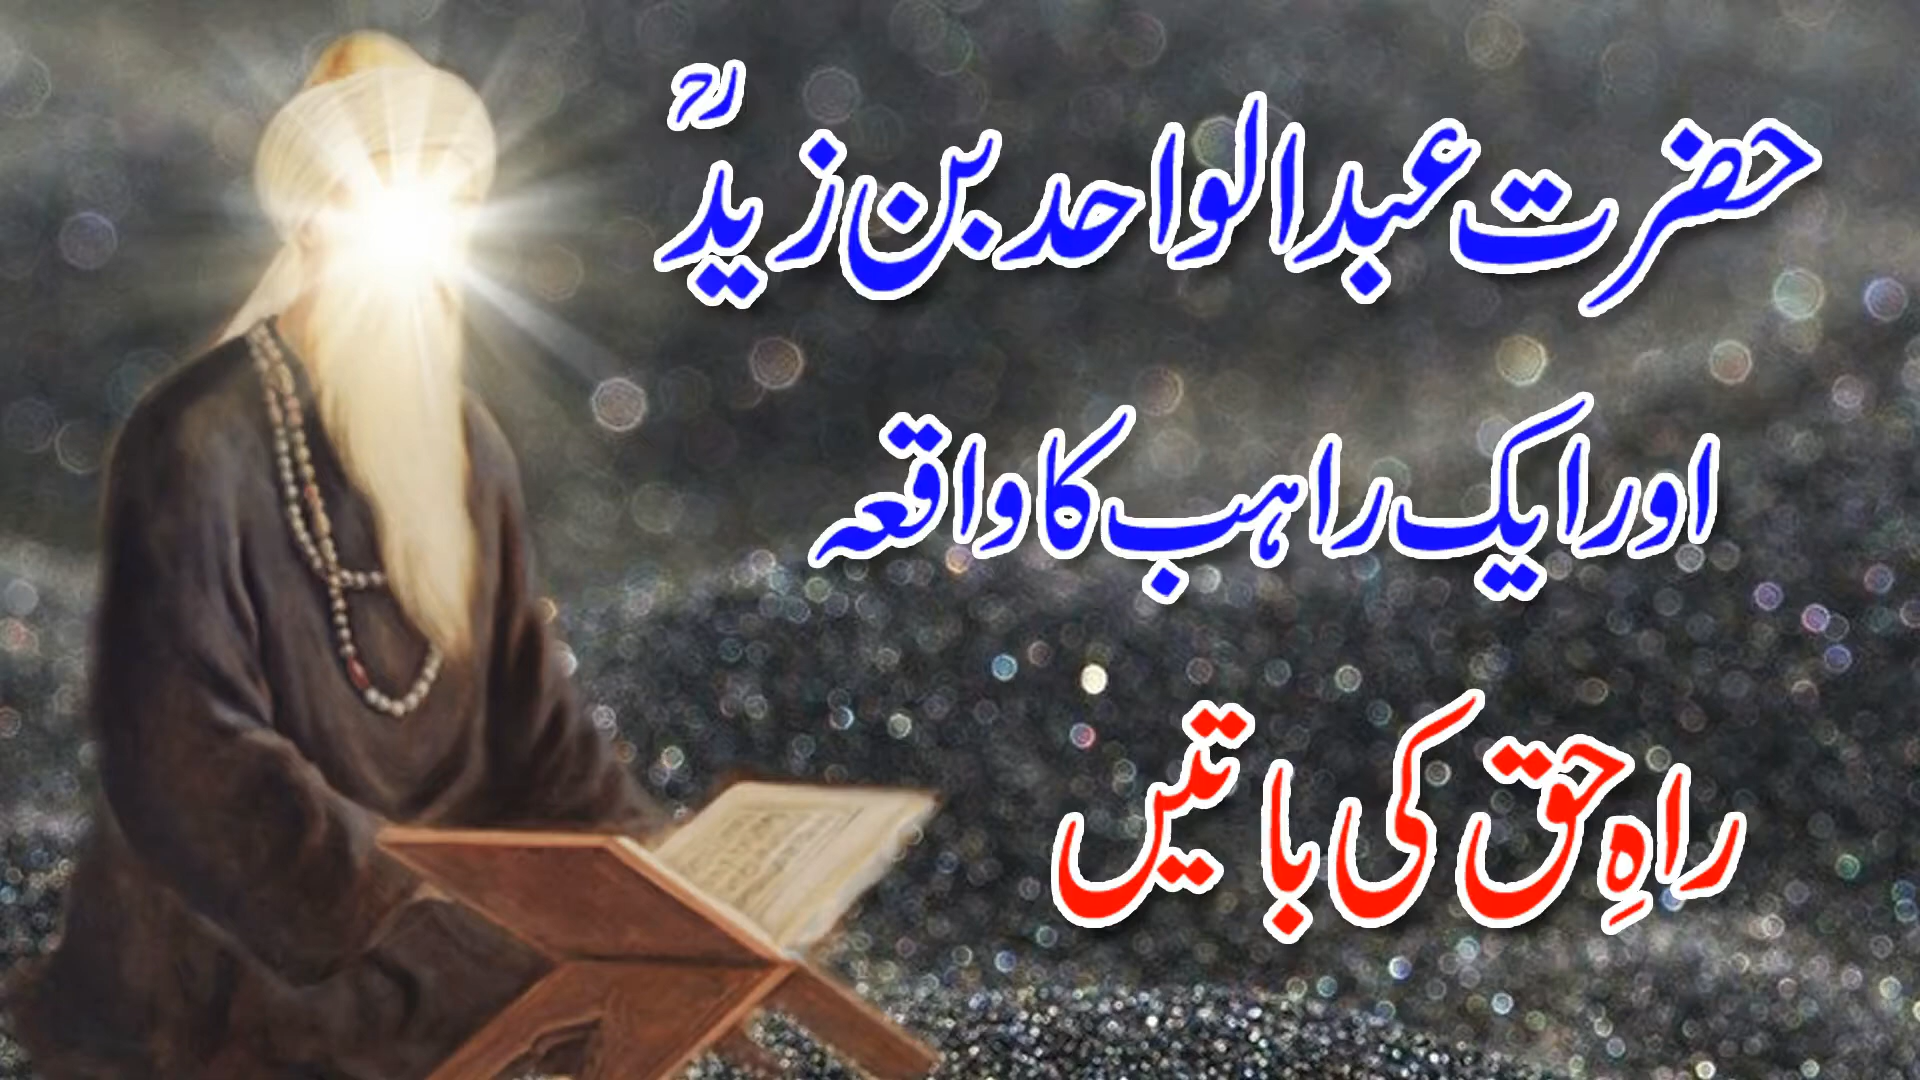 حضرت عبدالواحد بن زیدؒ
اور ایک راہب کا واقعہ
راہِ حق کی باتیں